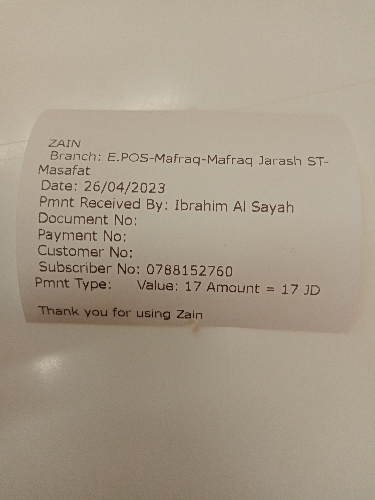 ZAIN
Branch: E.POS-Mafraq-Mafraq Jarash ST-
Masafat
Date: 26/04/2023
Pmnt Received By: Ibrahim Al Sayah
Document No:
Payment No:
Customer No:
Subscriber No: 0788152760
Pmnt Type: Value: 17 Amount = 17 JD
Thank you for using Zain